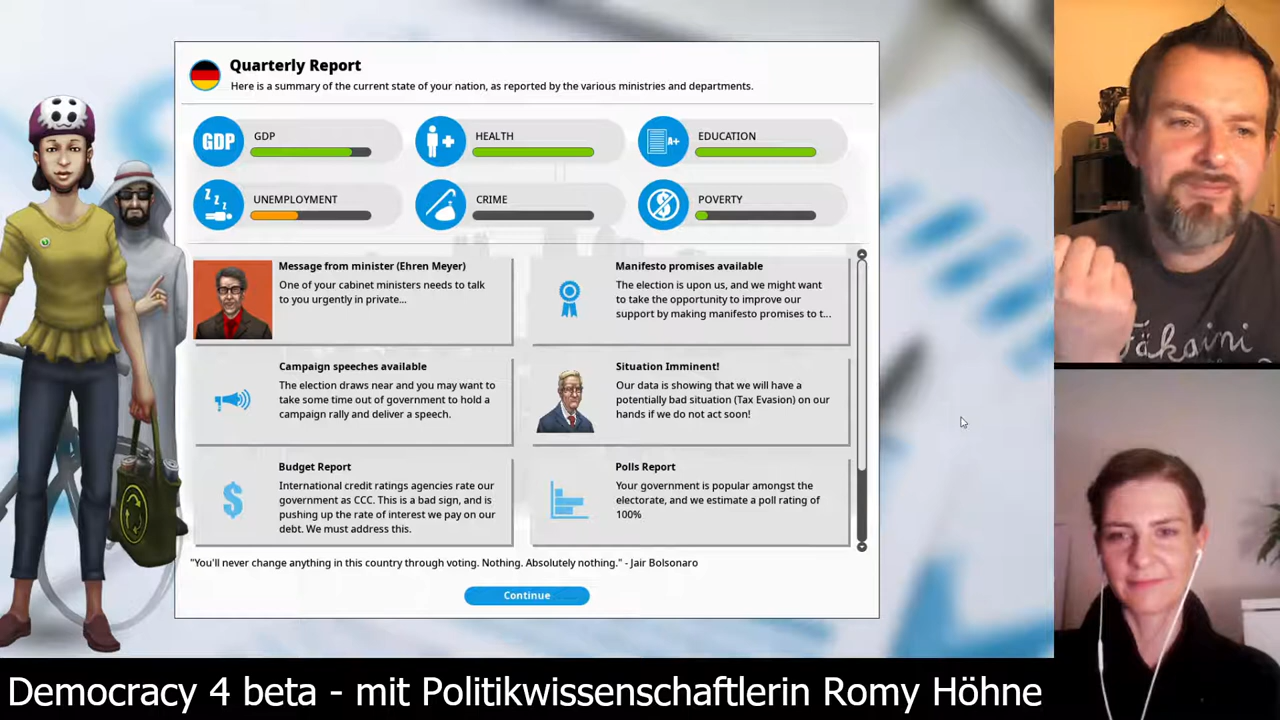 Quarterly Report
Here is a summary of the current state of your nation, as reported by the various ministries and departments.
GDP
GDP
HEALTH
A+
EDUCATION
Z Z Z
UNEMPLOYMENT
CRIME
$
POVERTY
Message from minister (Ehren Meyer)
One of your cabinet ministers needs to talk
to you urgently in private...
Manifesto promises available
The election is upon us, and we might want
to take the opportunity to improve our
support by making manifesto promises to t...
Campaign speeches available
The election draws near and you may want to
take some time out of government to hold a
campaign rally and deliver a speech.
Situation Imminent!
Our data is showing that we will have a
potentially bad situation (Tax Evasion) on our
hands if we do not act soon!
$
Budget Report
International credit ratings agencies rate our
government as CCC. This is a bad sign, and is
pushing up the rate of interest we pay on our
debt. We must address this.
Polls Report
Your government is popular amongst the
electorate, and we estimate a poll rating of
100%
"You'll never change anything in this country through voting. Nothing. Absolutely nothing." - Jair Bolsonaro
Continue
Fäkaini
Democracy 4 beta - mit Politikwissenschaftlerin Romy Höhne